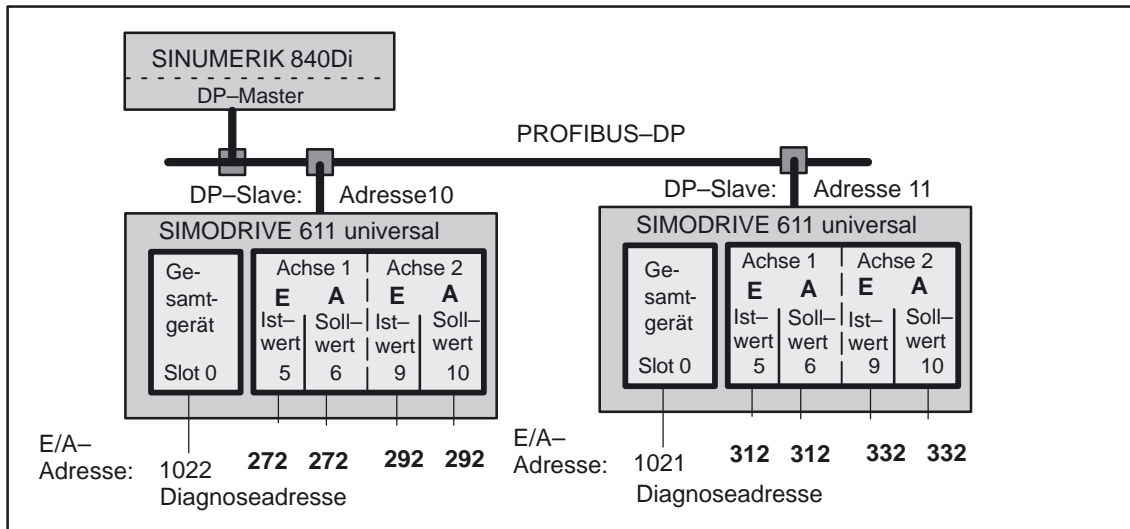 SINUMERIK 840Di
DP–Master
PROFIBUS–DP
DP–Slave: Adresse10
SIMODRIVE 611 universal
Ge-
samt-
gerät
Slot 0
Achse 1 Achse 2
E A E A
Ist– Soll– Ist– Soll–
wert wert wert wert
5 6 9 10
E/A–
Adresse: 1022 272 272 292 292
Diagnoseadresse
DP–Slave: Adresse 11
SIMODRIVE 611 universal
Ge-
samt-
gerät
Slot 0
Achse 1 Achse 2
E A E A
Ist– Soll– Ist– Soll–
wert wert wert wert
5 6 9 10
E/A–
Adresse: 1021 312 312 332 332
Diagnoseadresse